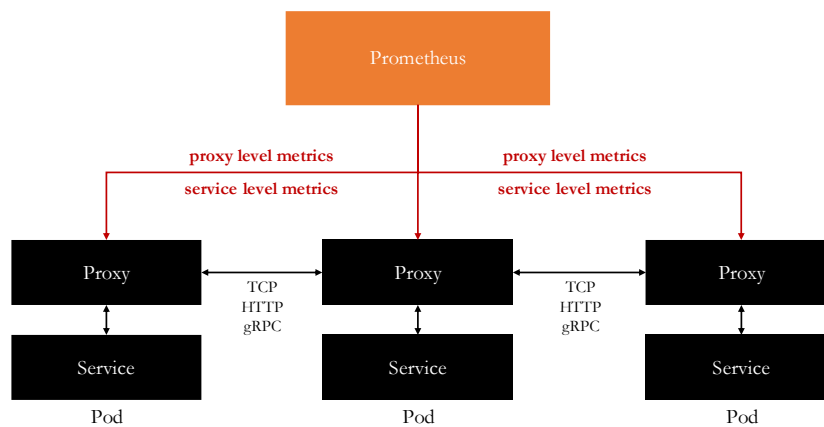 Prometheus
proxy level metrics
proxy level metrics
service level metrics
service level metrics
Proxy
Proxy
Proxy
TCP
HTTP
gRPC
TCP
HTTP
gRPC
Service
Service
Service
Pod
Pod
Pod